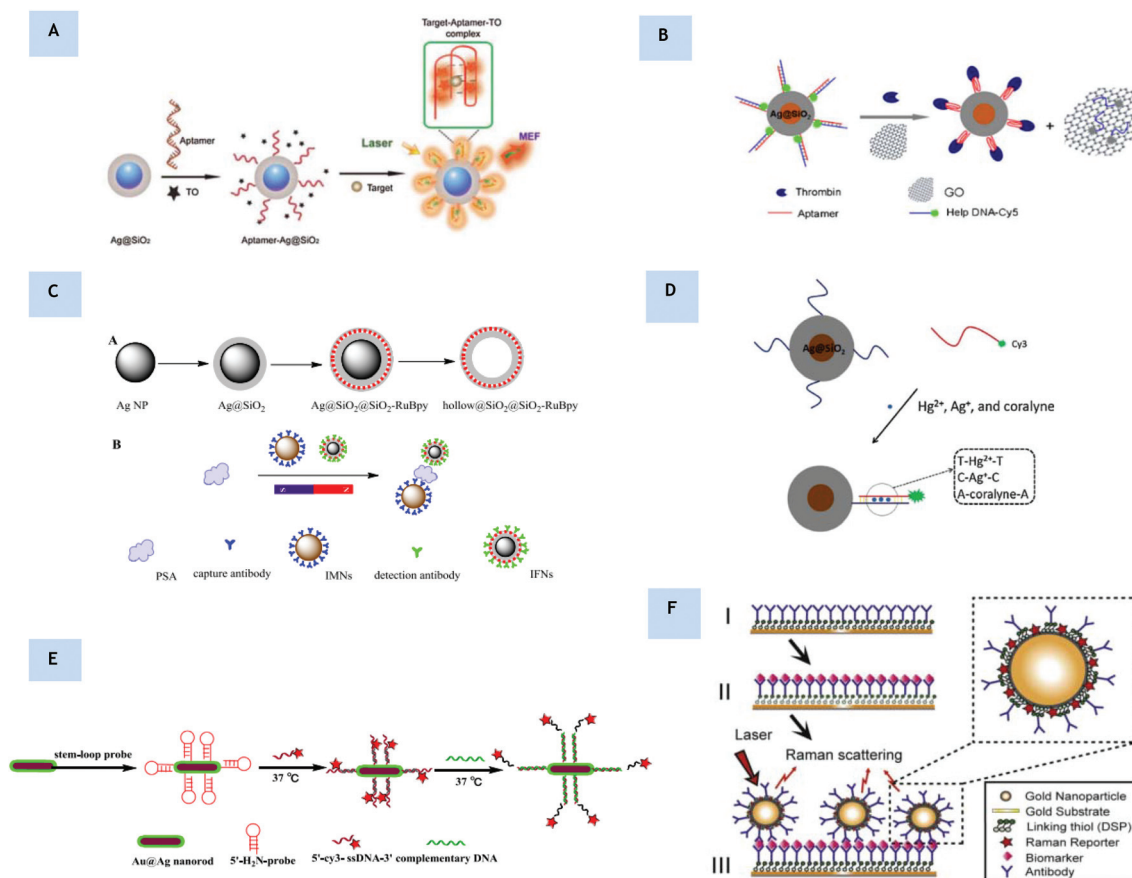 A
Target-Aptamer-TO
complex
Aptamer
TO
Laser
MEF
Target
Ag@SiO₂
Aptamer-Ag@SiO₂
B
Ag@SiO₂
+
Thrombin
GO
Aptamer
Help DNA-Cy5
C
A
Ag NP
Ag@SiO₂
Ag@SiO₂@SiO₂-RuBpy
hollow@SiO₂@SiO₂-RuBpy
B
PSA
capture antibody
IMNs
detection antibody
IFNs
D
Ag@SiO₂
Cy3
Hg²⁺, Ag⁺, and coralyne
T-Hg²⁺-T
C-Ag⁺-C
A-coralyne-A
E
stem-loop probe
37 °C
37 °C
Au@Ag nanorod
5'-H₂N-probe
5'-cy3- ssDNA-3'
complementary DNA
F
I
II
Laser
Raman scattering
III
Gold Nanoparticle
Gold Substrate
Linking thiol (DSP)
Raman Reporter
Biomarker
Antibody